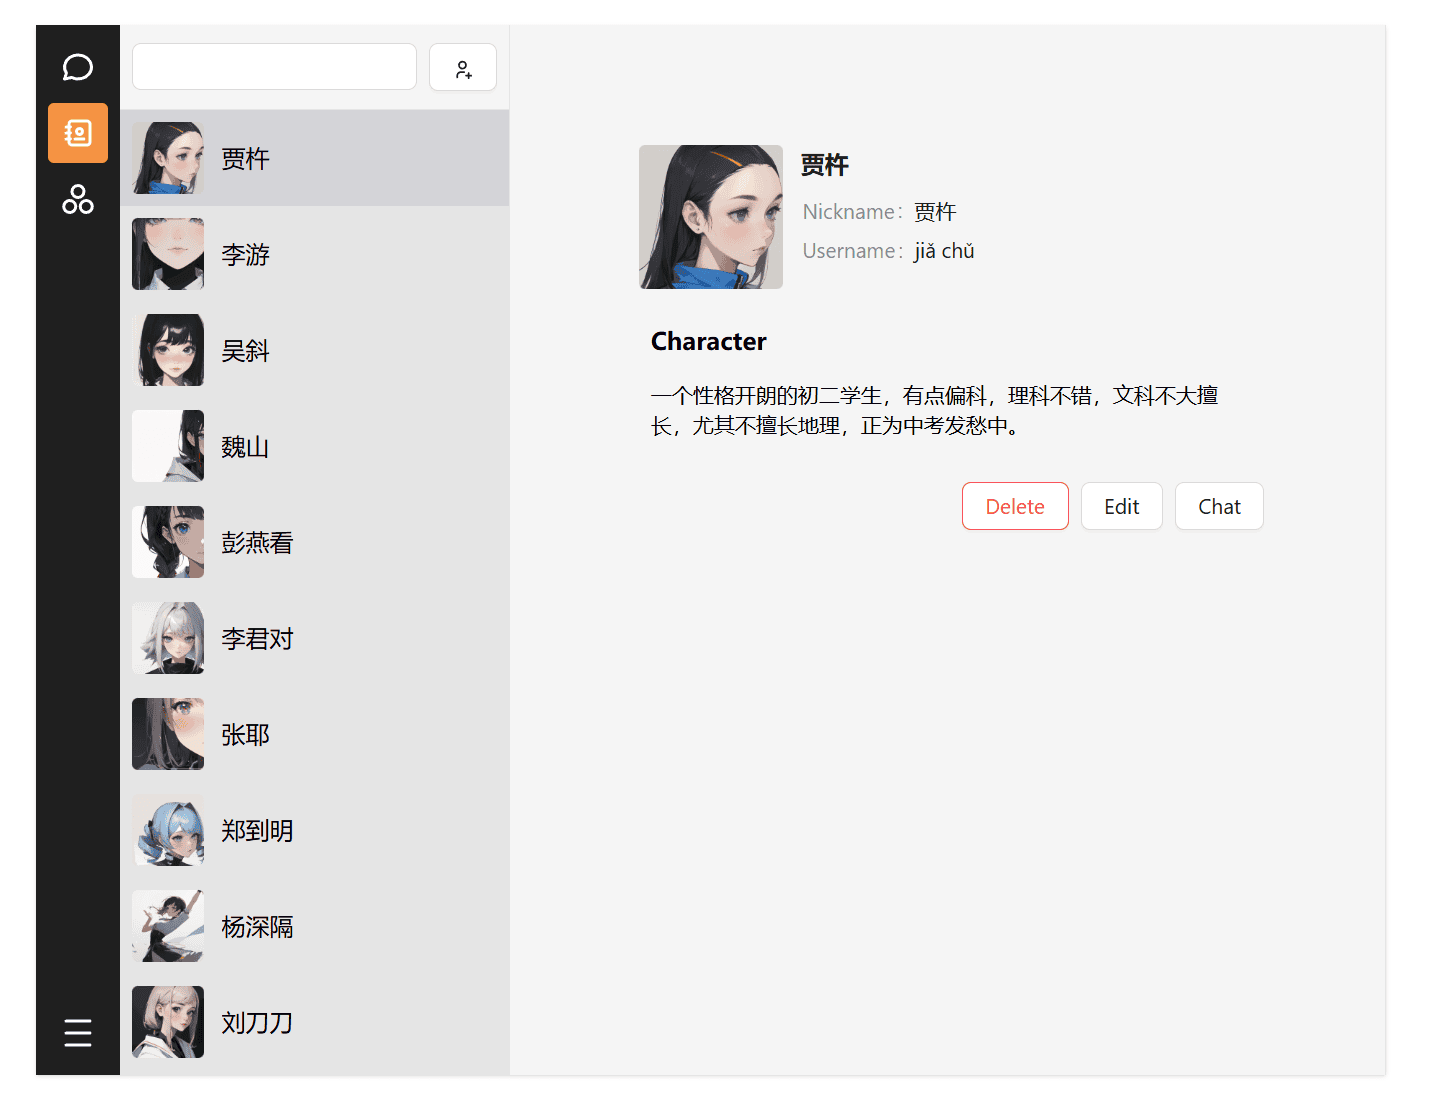 贾杵
李游
吴斜
魏山
彭燕看
李君对
张耶
郑到明
杨深隔
刘刀刀
贾杵
Nickname: 贾杵
Username: jiǎ chǔ
Character
一个性格开朗的初二学生，有点偏科，理科不错，文科不大擅
长，尤其不擅长地理，正为中考发愁中。
Delete Edit Chat